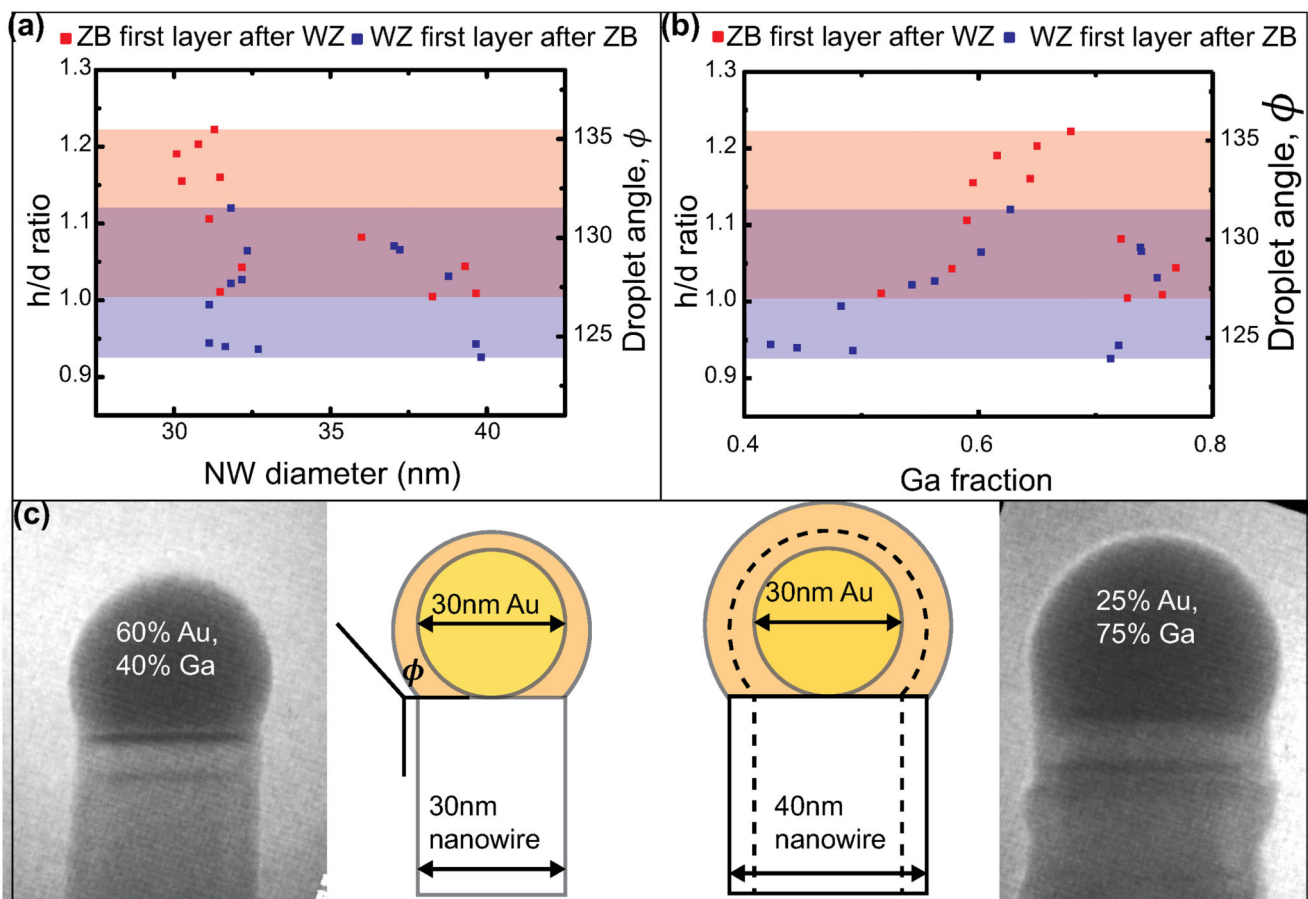 (a)
ZB first layer after WZ WZ first layer after ZB
1.3
1.2
1.1
1.0
0.9
h/d ratio
135
130
125
Droplet angle, ϕ
30 35 40
NW diameter (nm)
(b)
ZB first layer after WZ WZ first layer after ZB
1.3
1.2
1.1
1.0
0.9
h/d ratio
135
130
125
Droplet angle, ϕ
0.4 0.6 0.8
Ga fraction
(c)
60% Au,
40% Ga
30nm Au
ϕ
30nm
nanowire
30nm Au
40nm
nanowire
25% Au,
75% Ga